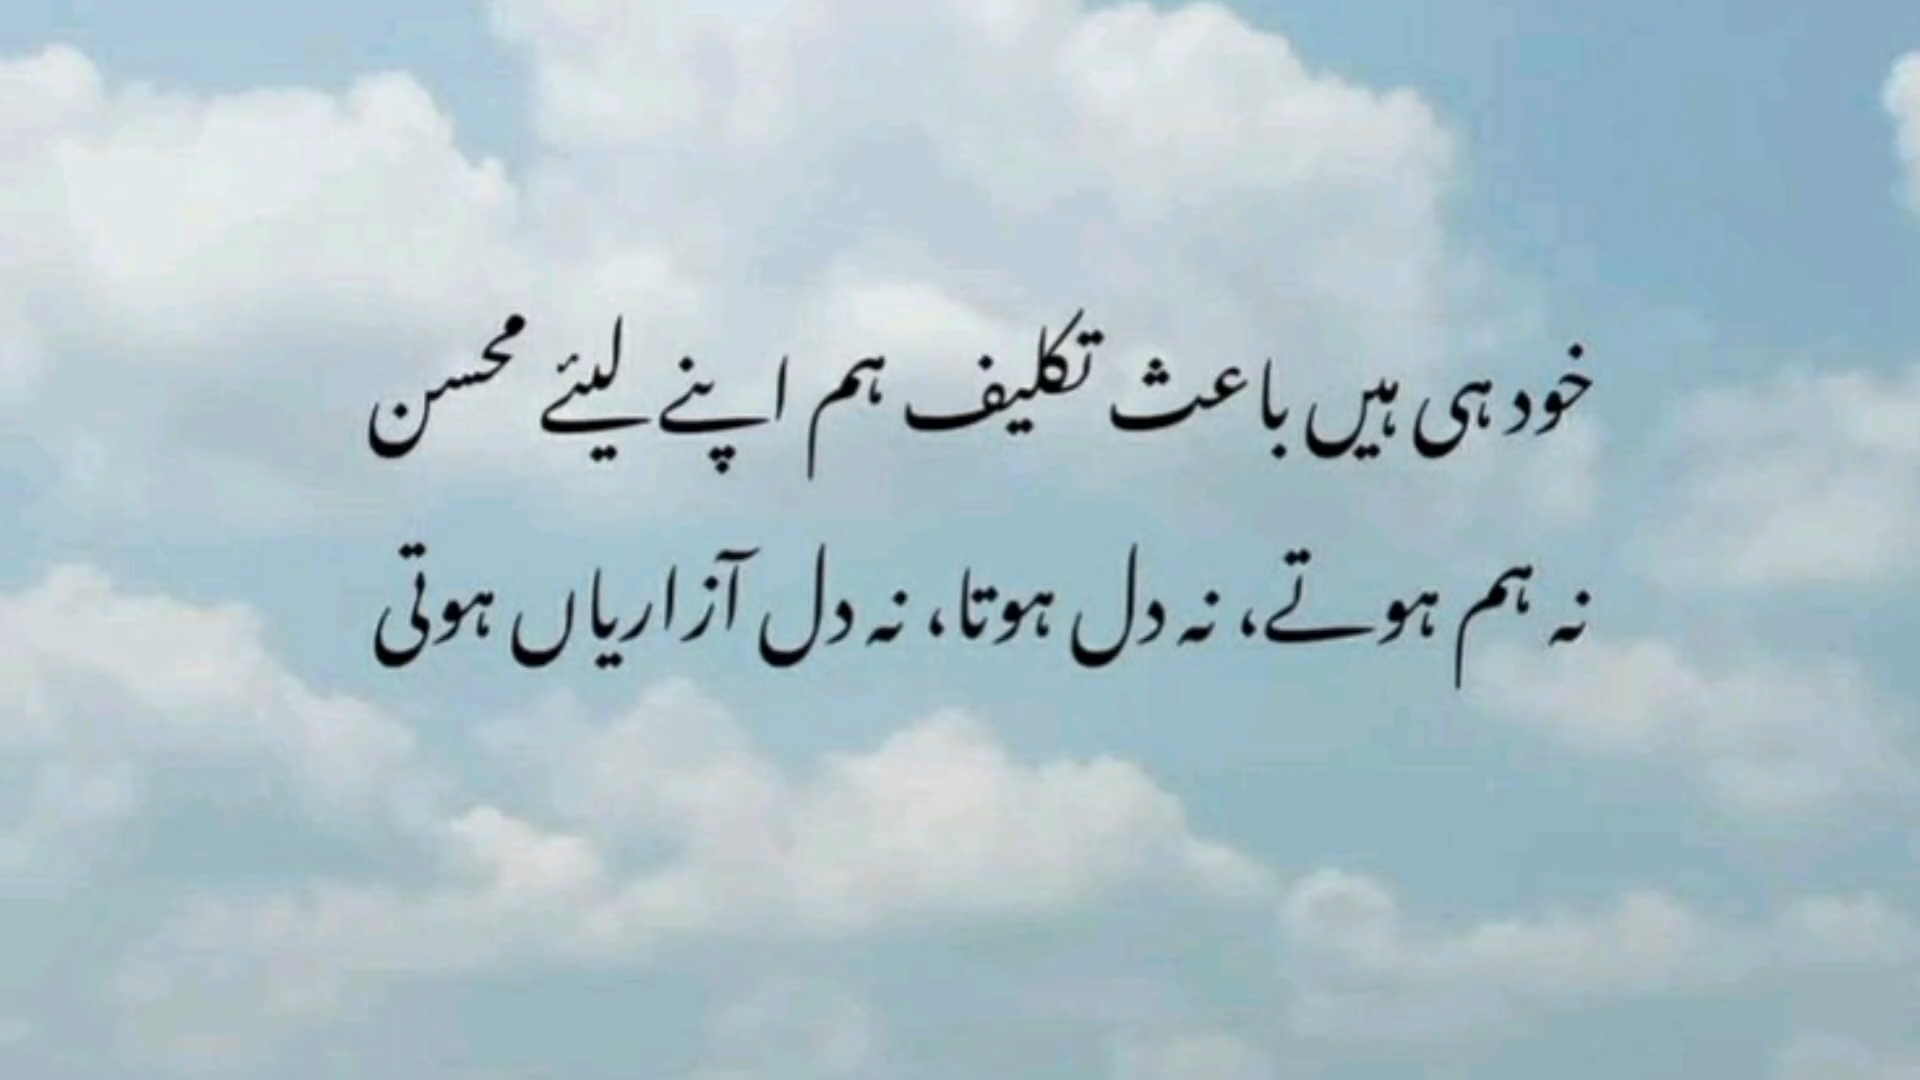 خود ہی ہیں باعث تکلیف ہم اپنے لیئے محسن
نہ ہم ہوتے، نہ دل ہوتا، نہ دل آزاریاں ہوتی